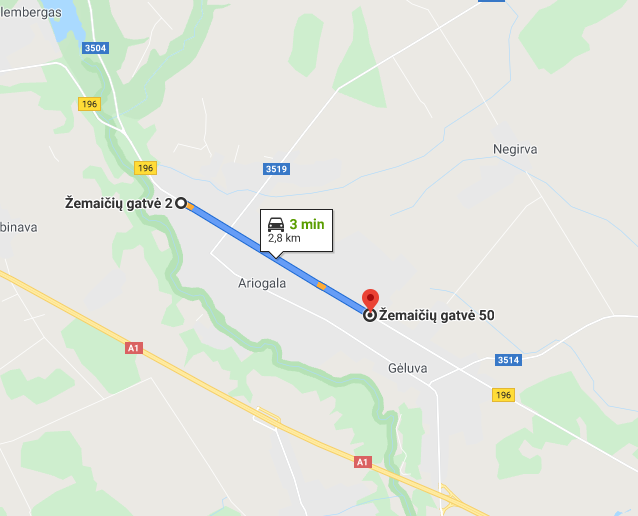 lembergas
3504
196
Negirva
196
3519
Žemaičių gatvė 2
3 min
2,8 km
binava
Ariogala
Žemaičių gatvė 50
A1
3514
Gėluva
196
A1